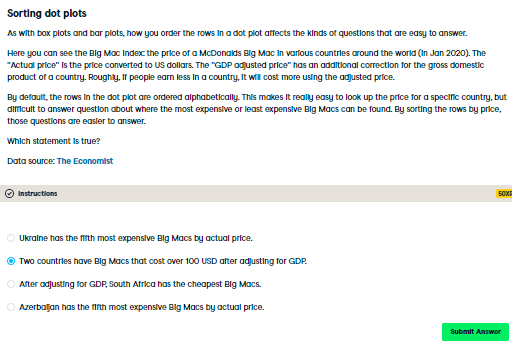 Sorting dot plots
As with box plots and bar plots, how you order the rows in a dot plot affects the kinds of questions that are easy to answer.
Here you can see the Big Mac Index: the price of a McDonalds Big Mac in various countries around the world (in Jan 2020). The
"Actual price" is the price converted to US dollars. The "GDP adjusted price" has an additional correction for the gross domestic
product of a country. Roughly, if people earn less in a country, it will cost more using the adjusted price.
By default, the rows in the dot plot are ordered alphabetically. This makes it really easy to look up the price for a specific country, but
difficult to answer question about where the most expensive or least expensive Big Macs can be found. By sorting the rows by price,
those questions are easier to answer.
Which statement is true?
Data source: The Economist
Instructions
50XP
Ukraine has the fifth most expensive Big Macs by actual price.
Two countries have Big Macs that cost over 100 USD after adjusting for GDP.
After adjusting for GDP, South Africa has the cheapest Big Macs.
Azerbaijan has the fifth most expensive Big Macs by actual price.
Submit Answer